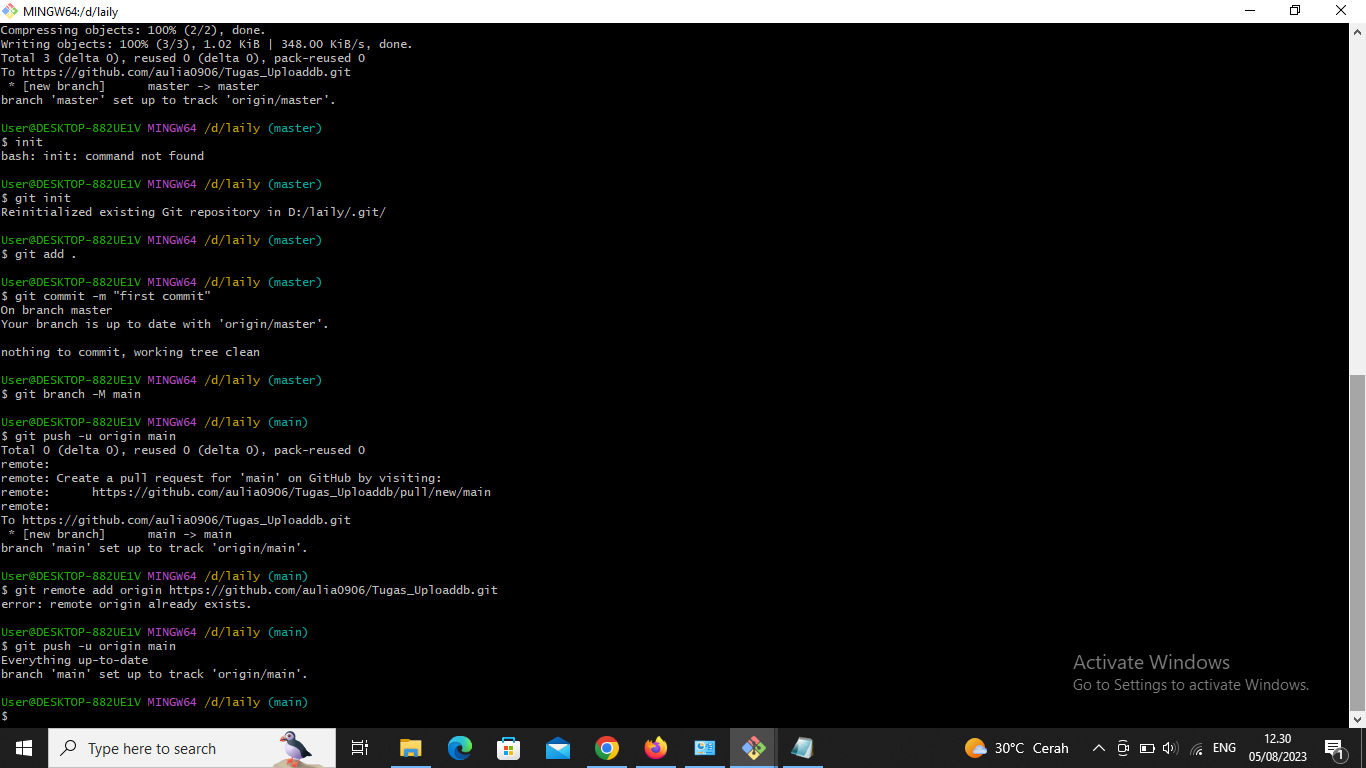 MINGW64:/d/laily
Compressing objects: 100% (2/2), done.
Writing objects: 100% (3/3), 1.02 KiB | 348.00 KiB/s, done.
Total 3 (delta 0), reused 0 (delta 0), pack-reused 0
To https://github.com/aulia0906/Tugas_Uploaddb.git
 * [new branch]      master -> master
branch 'master' set up to track 'origin/master'.

User@DESKTOP-882UE1V MINGW64 /d/laily (master)
$ init
bash: init: command not found

User@DESKTOP-882UE1V MINGW64 /d/laily (master)
$ git init
Reinitialized existing Git repository in D:/laily/.git/

User@DESKTOP-882UE1V MINGW64 /d/laily (master)
$ git add .

User@DESKTOP-882UE1V MINGW64 /d/laily (master)
$ git commit -m "first commit"
On branch master
Your branch is up to date with 'origin/master'.

nothing to commit, working tree clean

User@DESKTOP-882UE1V MINGW64 /d/laily (master)
$ git branch -M main

User@DESKTOP-882UE1V MINGW64 /d/laily (main)
$ git push -u origin main
Total 0 (delta 0), reused 0 (delta 0), pack-reused 0
remote:
remote: Create a pull request for 'main' on GitHub by visiting:
remote:      https://github.com/aulia0906/Tugas_Uploaddb/pull/new/main
remote:
To https://github.com/aulia0906/Tugas_Uploaddb.git
 * [new branch]      main -> main
branch 'main' set up to track 'origin/main'.

User@DESKTOP-882UE1V MINGW64 /d/laily (main)
$ git remote add origin https://github.com/aulia0906/Tugas_Uploaddb.git
error: remote origin already exists.

User@DESKTOP-882UE1V MINGW64 /d/laily (main)
$ git push -u origin main
Everything up-to-date
branch 'main' set up to track 'origin/main'.

User@DESKTOP-882UE1V MINGW64 /d/laily (main)
$
Activate Windows
Go to Settings to activate Windows.
Type here to search
30°C Cerah
ENG
12.30
05/08/2023
1